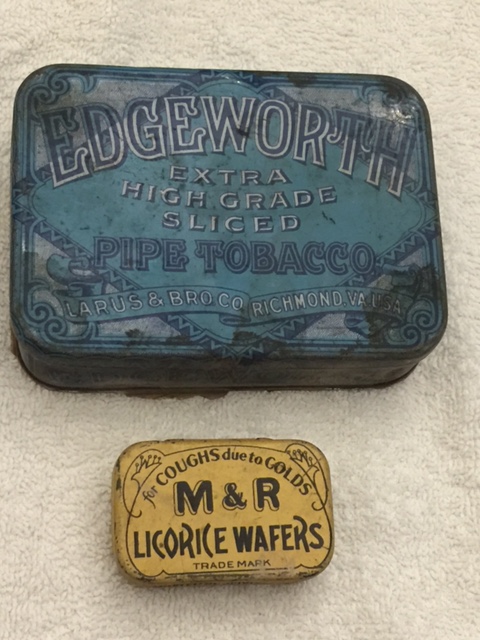 EDGEWORTH
EXTRA
HIGH GRADE
SLICED
PIPE TOBACCO
LARUS & BRO CO RICHMOND, VA. USA
for COUGHS due to COLDS
M & R
LICORICE WAFERS
TRADE MARK